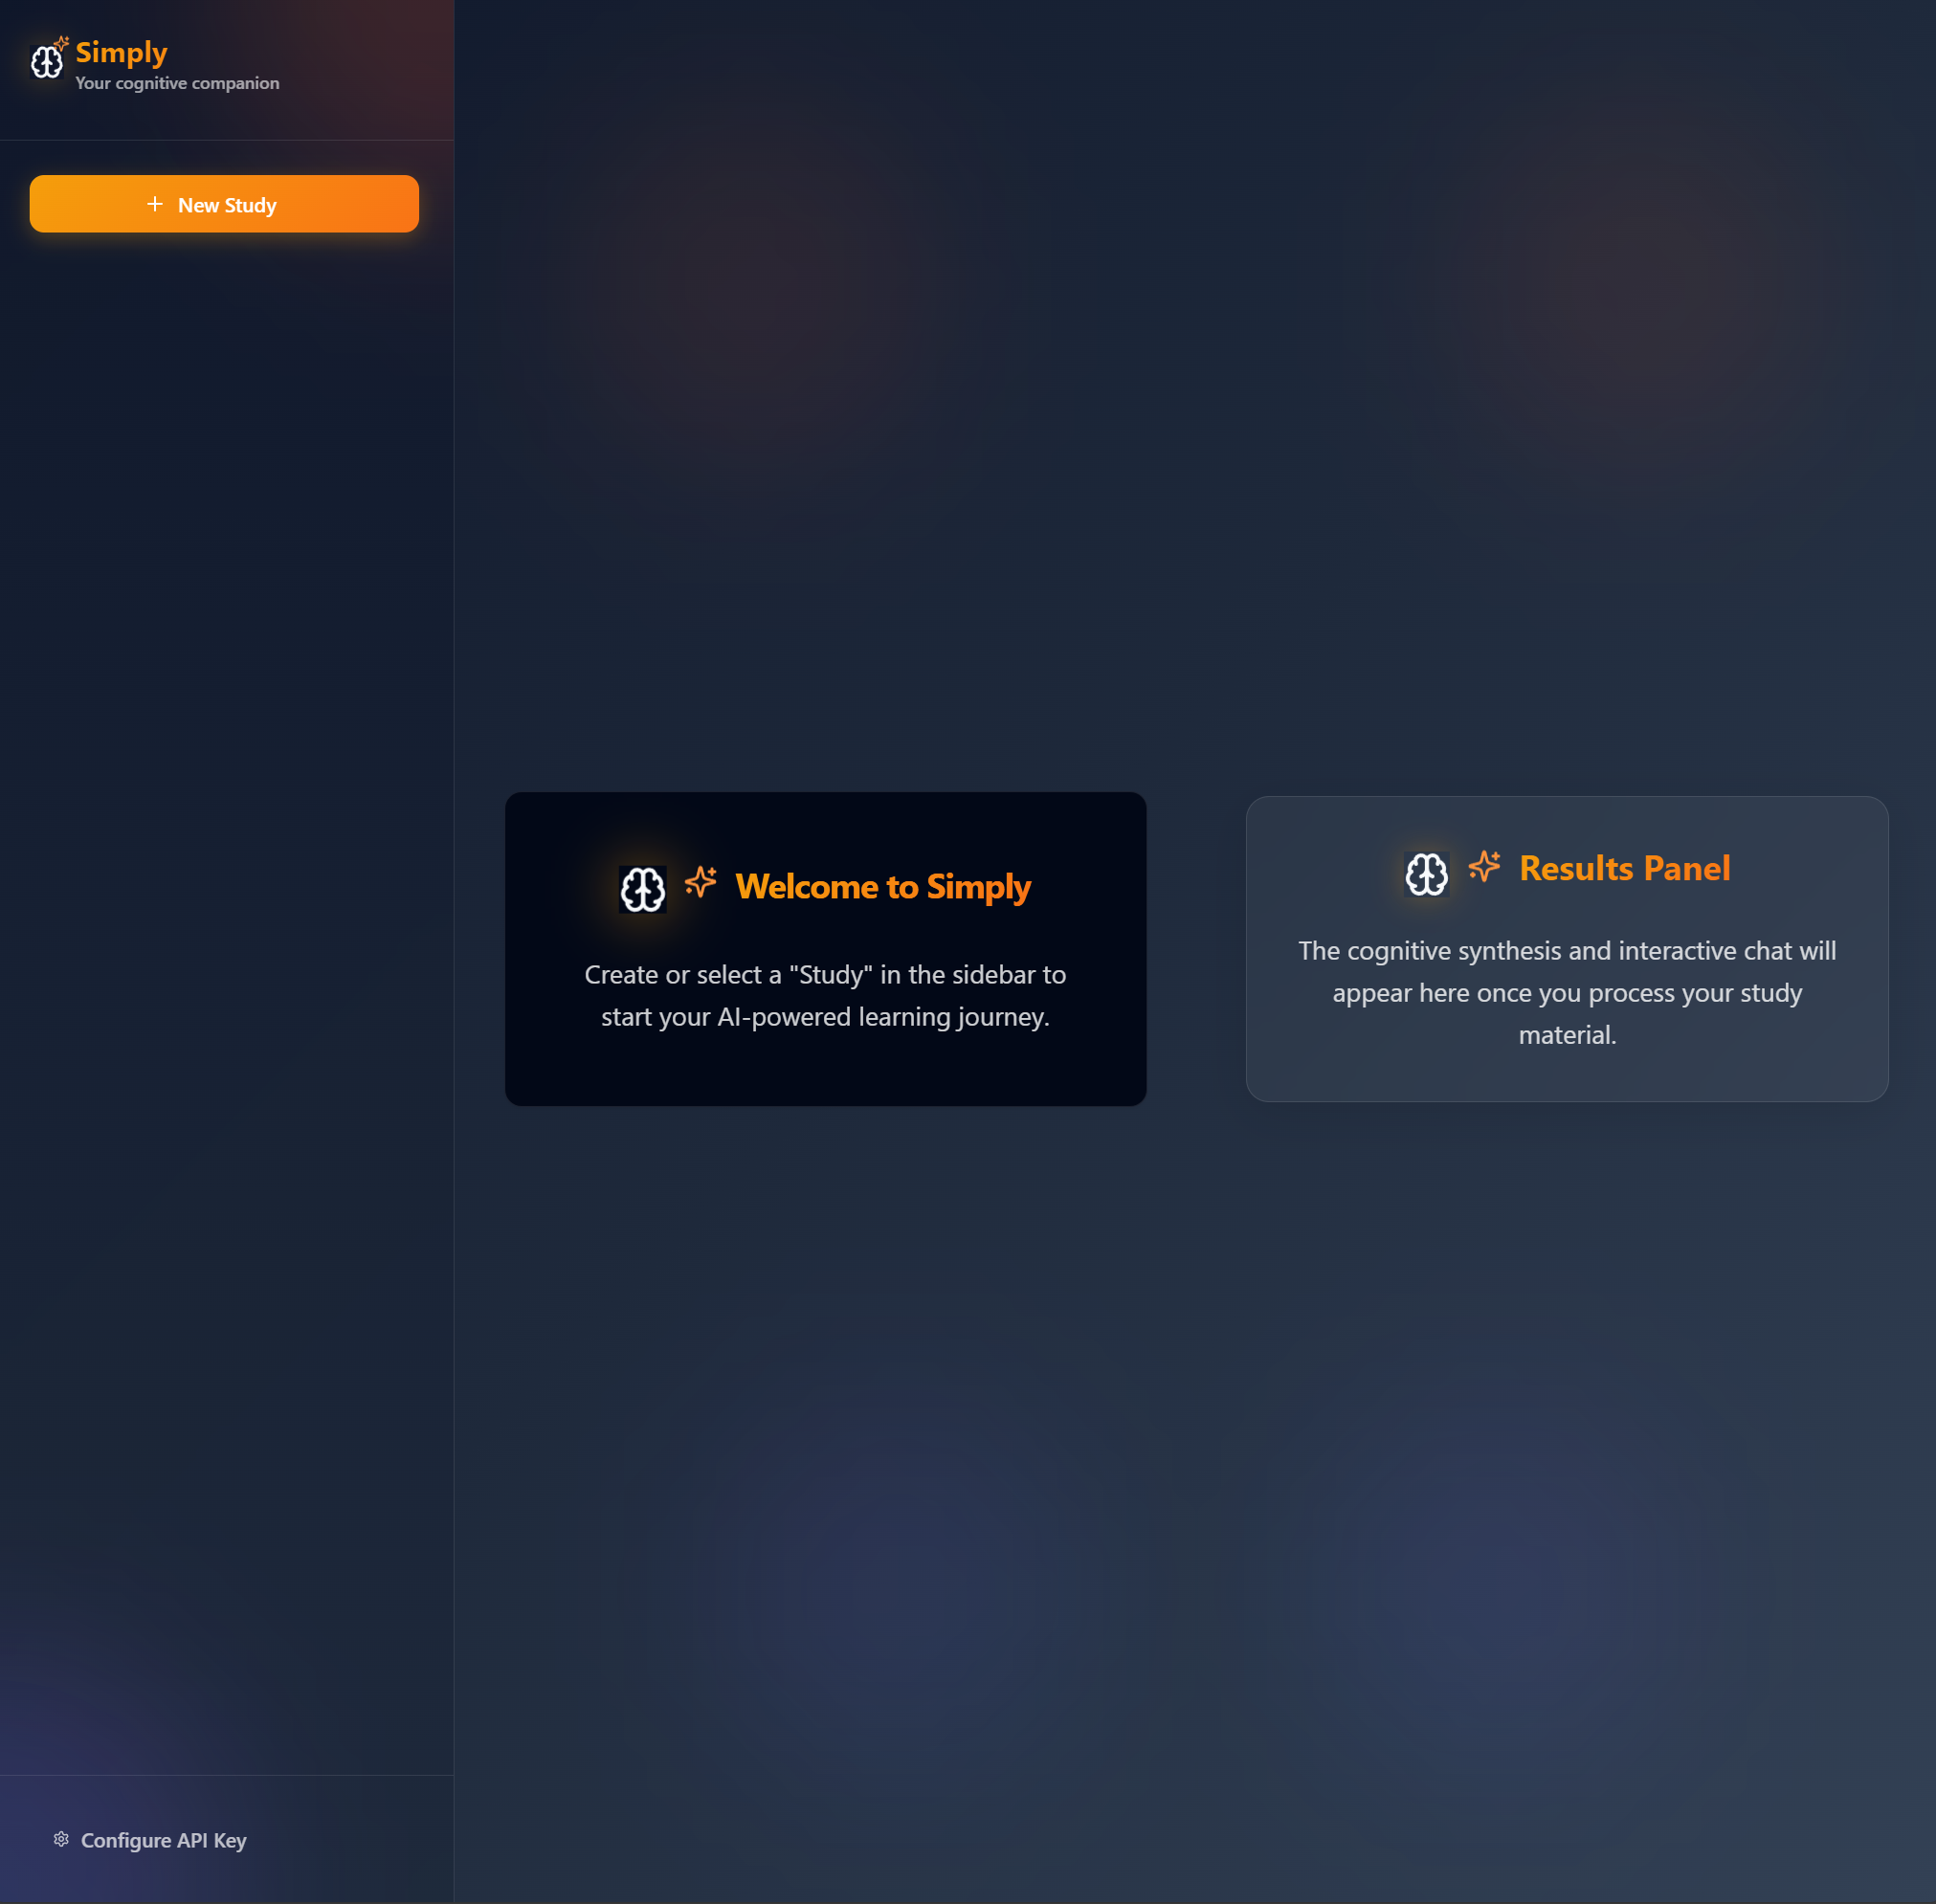 Simply
Your cognitive companion
New Study
Welcome to Simply
Create or select a "Study" in the sidebar to
start your AI-powered learning journey.
Results Panel
The cognitive synthesis and interactive chat will
appear here once you process your study
material.
Configure API Key